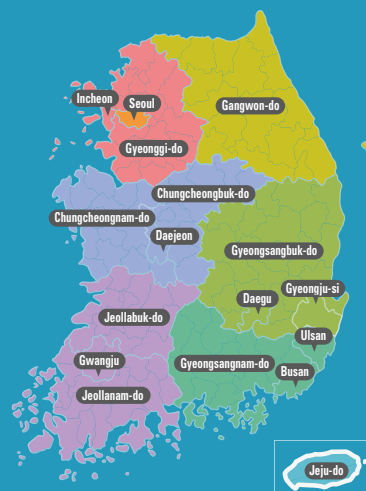 Incheon
Seoul
Gangwon-do
Gyeonggi-do
Chungcheongbuk-do
Chungcheongnam-do
Daejeon
Gyeongsangbuk-do
Gyeongju-si
Daegu
Jeollabuk-do
Ulsan
Gwangju
Gyeongsangnam-do
Busan
Jeollanam-do
Jeju-do